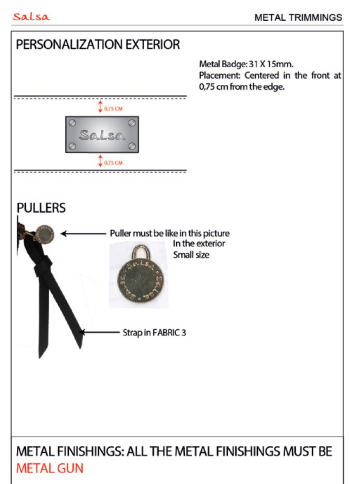 Salsa
METAL TRIMMINGS
PERSONALIZATION EXTERIOR
Metal Badge: 31 X 15mm.
Placement: Centered in the front at
0,75 cm from the edge.
0,75 CM
Salsa
0,75 CM
PULLERS
Puller must be like in this picture
In the exterior
Small size
Strap in FABRIC 3
METAL FINISHINGS: ALL THE METAL FINISHINGS MUST BE
METAL GUN